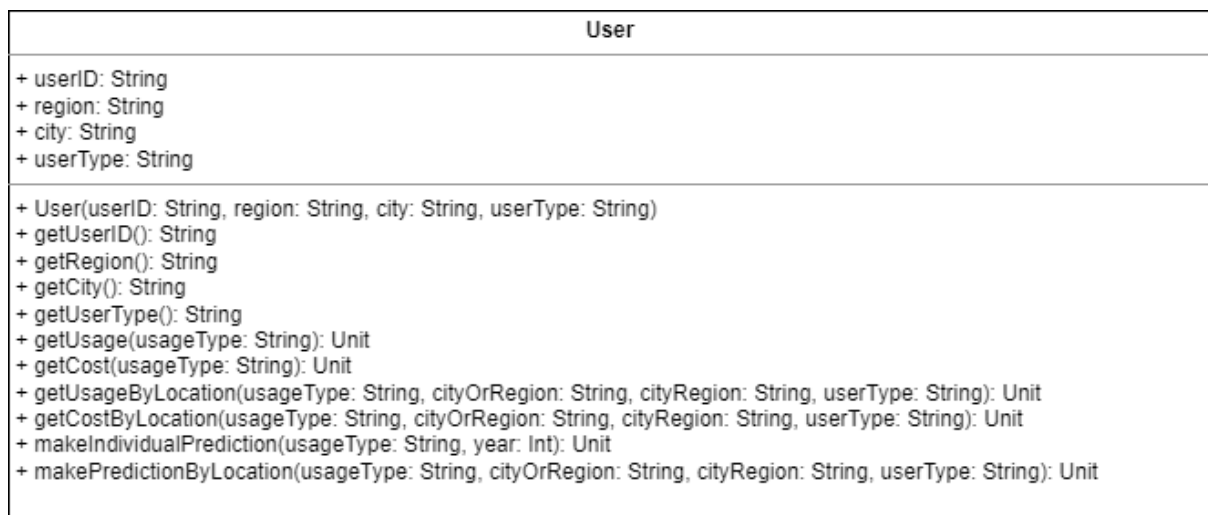 User
+ userID: String
+ region: String
+ city: String
+ userType: String
+ User(userID: String, region: String, city: String, userType: String)
+ getUserID(): String
+ getRegion(): String
+ getCity(): String
+ getUserType(): String
+ getUsage(usageType: String): Unit
+ getCost(usageType: String): Unit
+ getUsageByLocation(usageType: String, cityOrRegion: String, cityRegion: String, userType: String): Unit
+ getCostByLocation(usageType: String, cityOrRegion: String, cityRegion: String, userType: String): Unit
+ makeIndividualPrediction(usageType: String, year: Int): Unit
+ makePredictionByLocation(usageType: String, cityOrRegion: String, cityRegion: String, userType: String): Unit